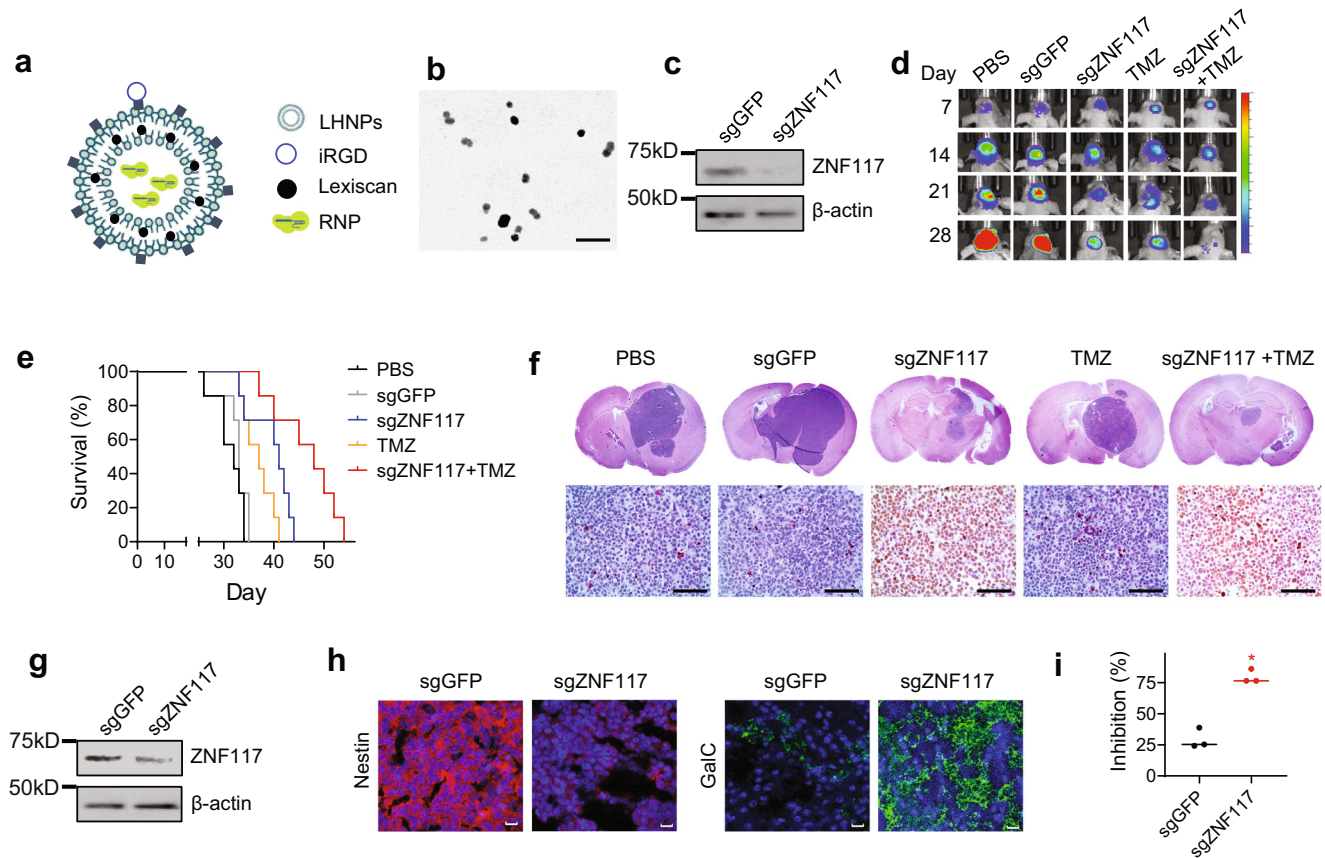 a
LHNPs
iRGD
Lexiscan
RNP
b
c
sgGFP
sgZNF117
75kD
50kD
ZNF117
β-actin
d
Day
PBS
sgGFP
sgZNF117
TMZ
sgZNF117
+TMZ
7
14
21
28
e
Survival (%)
100
80
60
40
20
0
0 10 30 40 50
Day
PBS
sgGFP
sgZNF117
TMZ
sgZNF117+TMZ
f
PBS
sgGFP
sgZNF117
TMZ
sgZNF117 +TMZ
g
sgGFP
sgZNF117
75kD
50kD
ZNF117
β-actin
h
sgGFP
sgZNF117
Nestin
sgGFP
sgZNF117
GalC
i
Inhibition (%)
75
50
25
0
*
sgGFP
sgZNF117